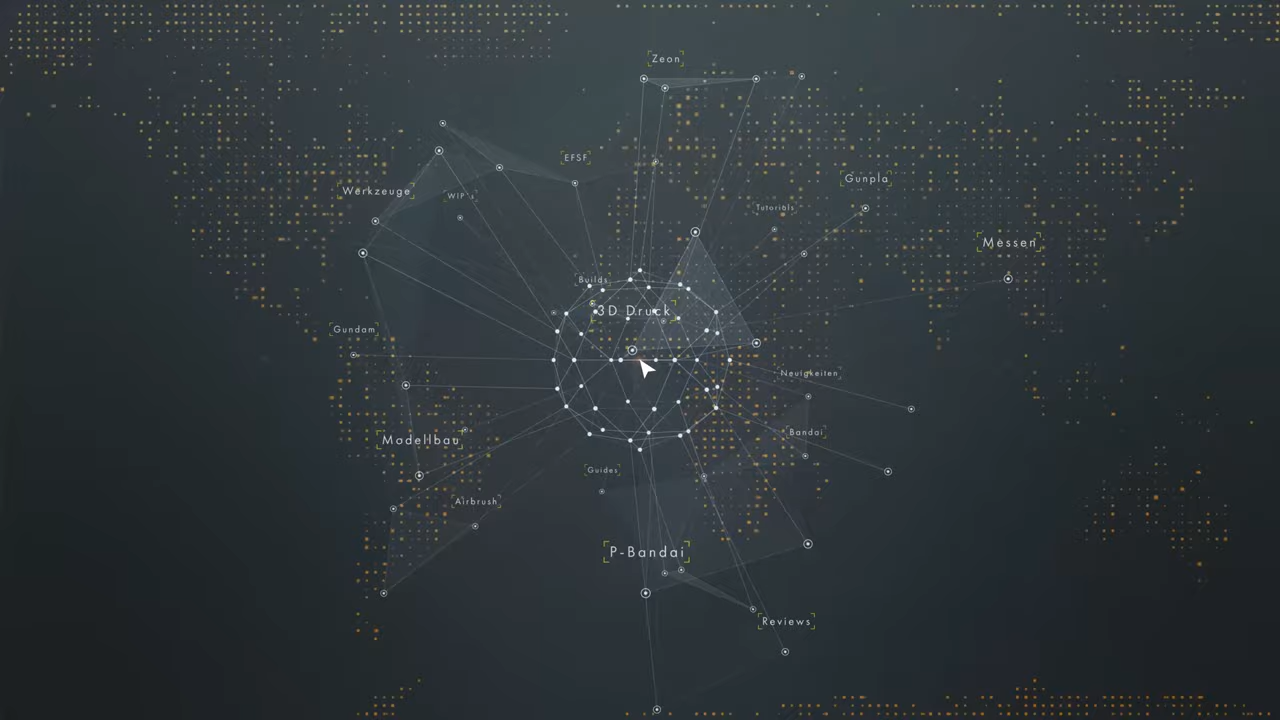 Zeon
EFSF
Werkzeuge
WIP's
Gunpla
Tutorials
Messen
Builds
3D Druck
Gundam
Neuigkeiten
Modellbau
Bandai
Guides
Airbrush
P-Bandai
Reviews